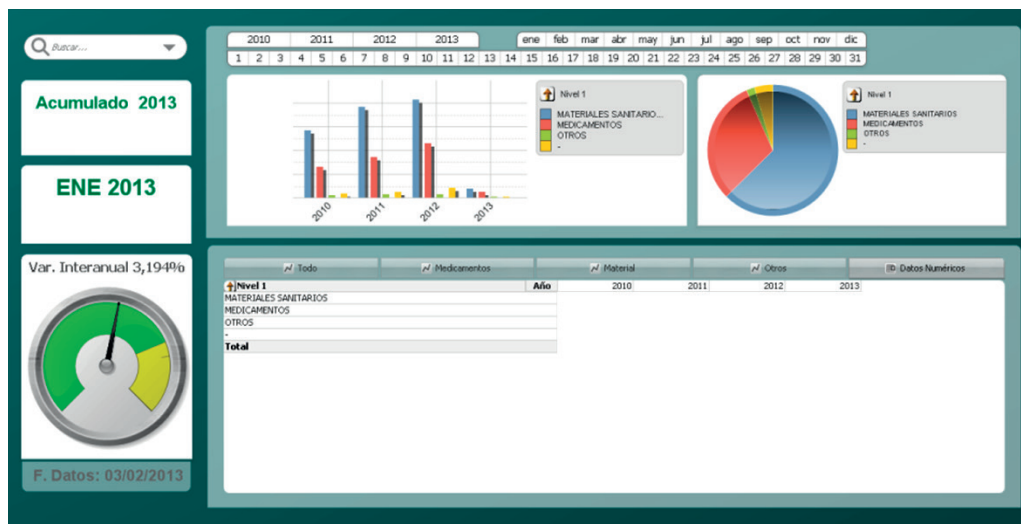 Buscar...
Acumulado 2013
ENE 2013
Var. Interanual 3,194%
F. Datos: 03/02/2013
2010 2011 2012 2013 ene feb mar abr may jun jul ago sep oct nov dic
1 2 3 4 5 6 7 8 9 10 11 12 13 14 15 16 17 18 19 20 21 22 23 24 25 26 27 28 29 30 31
Nivel 1
MATERIALES SANITARIO...
MEDICAMENTOS
OTROS
-
2010 2011 2012 2013
Nivel 1
MATERIALES SANITARIOS
MEDICAMENTOS
OTROS
-
Todo Medicamentos Material Otros Datos Numéricos
Nivel 1 Año 2010 2011 2012 2013
MATERIALES SANITARIOS
MEDICAMENTOS
OTROS
-
Total